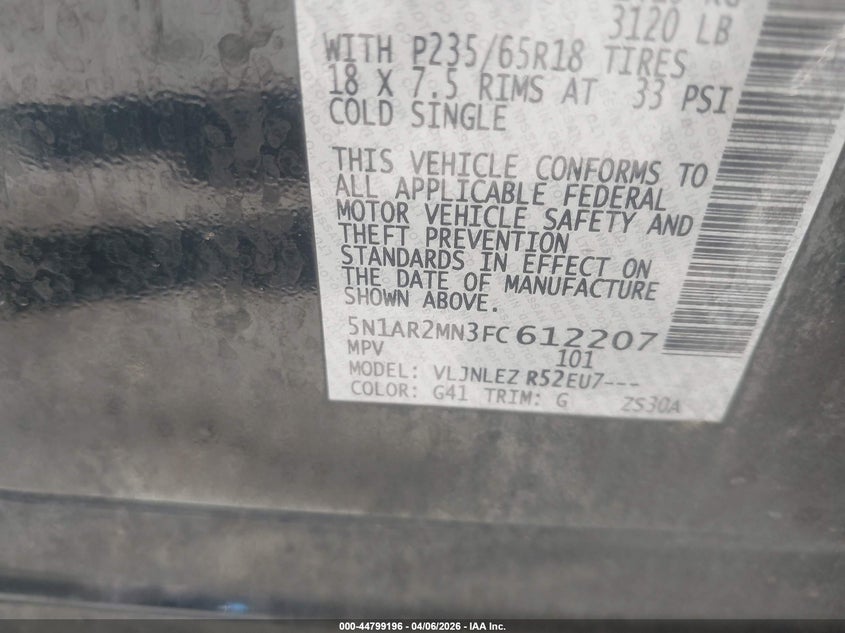 3120 LB
WITH P235/65R18 TIRES
18 X 7.5 RIMS AT 33 PSI
COLD SINGLE
THIS VEHICLE CONFORMS TO
ALL APPLICABLE FEDERAL
MOTOR VEHICLE SAFETY AND
THEFT PREVENTION
STANDARDS IN EFFECT ON
THE DATE OF MANUFACTURE
SHOWN ABOVE.
5N1AR2MN3FC612207
MPV 101
MODEL: VLJNLEZ R52EU7---
COLOR: G41 TRIM: G ZS30A
000-44799196 - 04/06/2026 - IAA Inc.